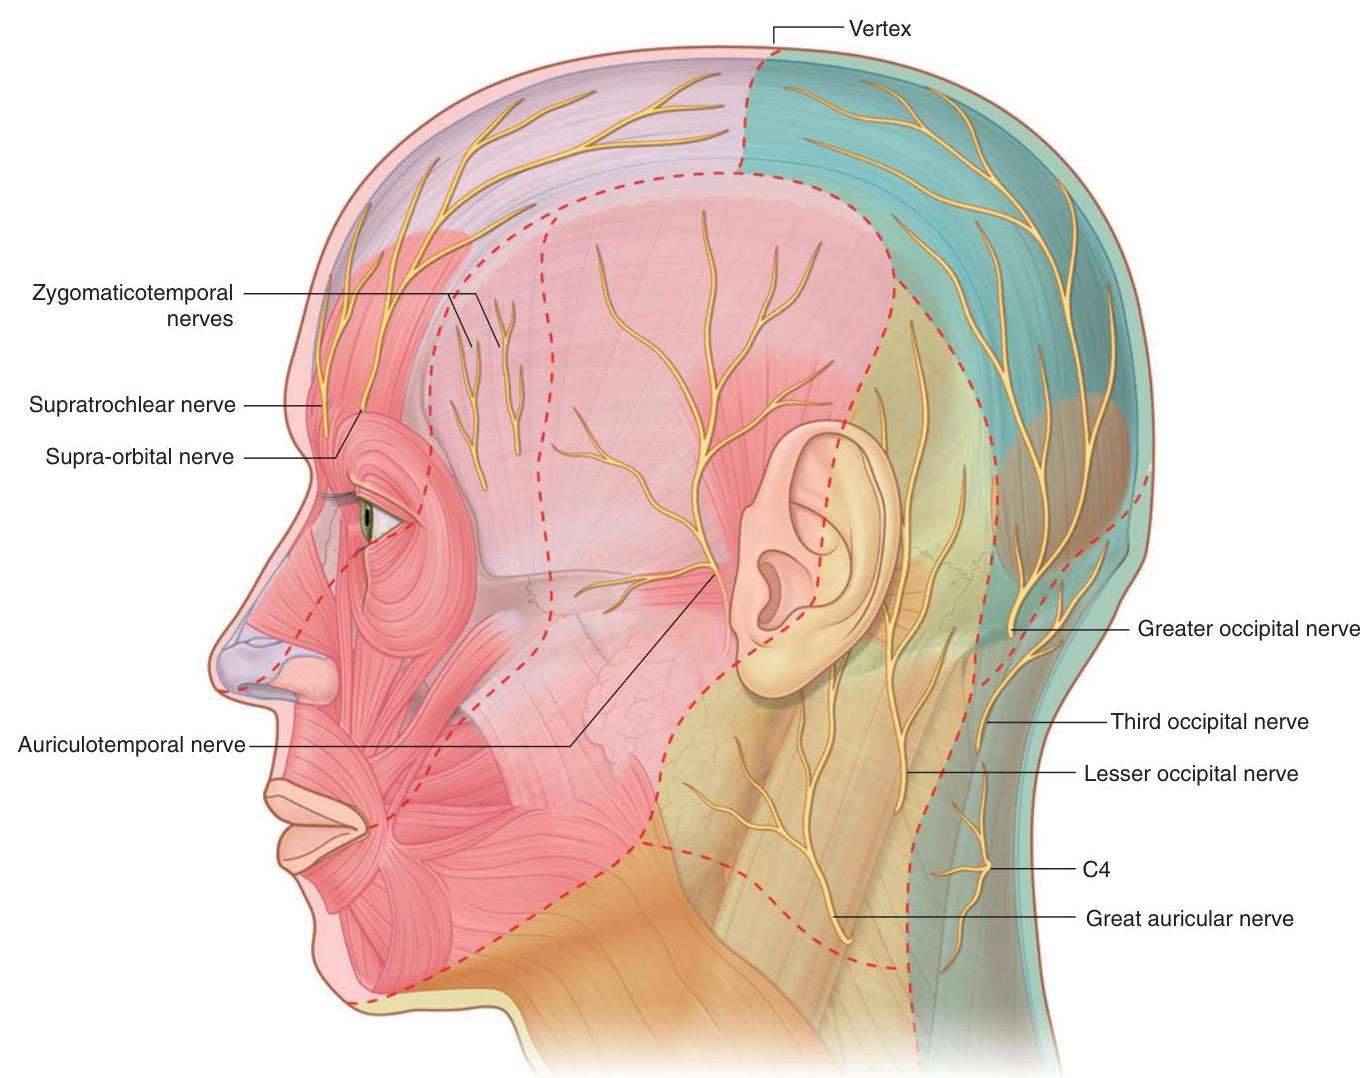 Vertex
Zygomaticotemporal
nerves
Supratrochlear nerve
Supra-orbital nerve
Greater occipital nerve
Third occipital nerve
Auriculotemporal nerve
Lesser occipital nerve
C4
Great auricular nerve